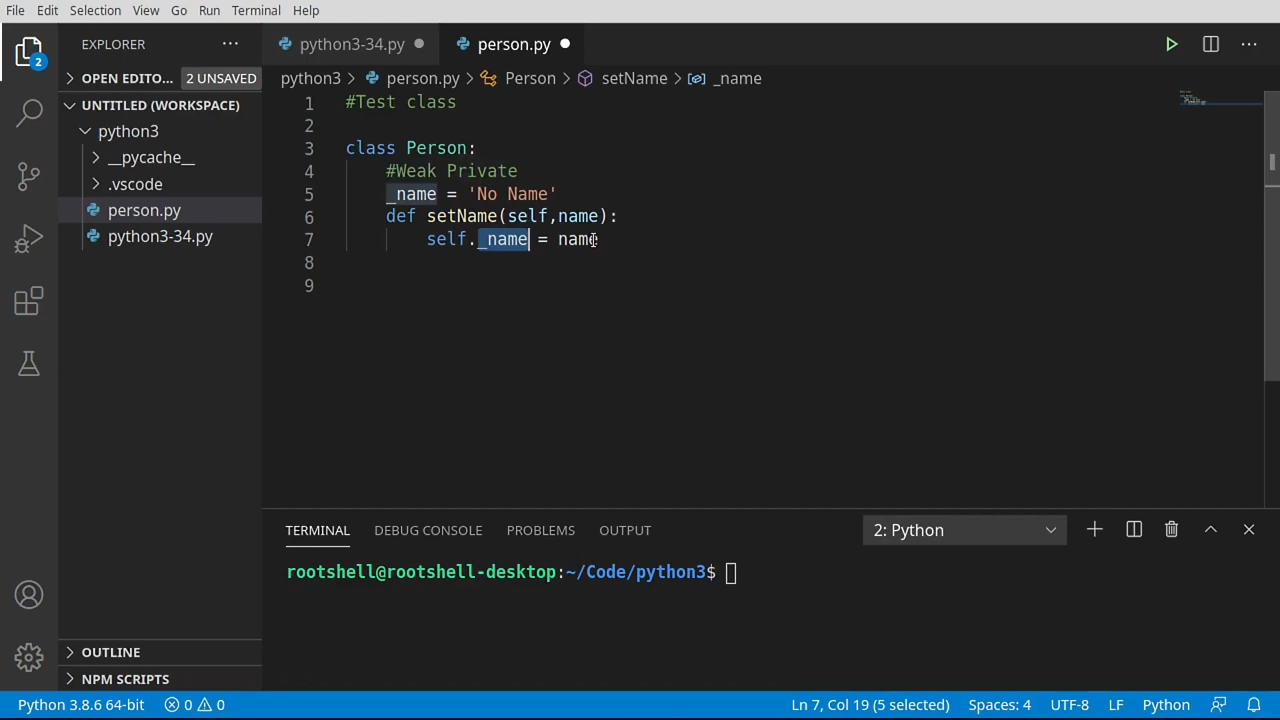 File Edit Selection View Go Run Terminal Help
2
EXPLORER ...
python3-34.py
person.py
...
OPEN EDITO... 2 UNSAVED
UNTITLED (WORKSPACE)
python3
__pycache__
.vscode
person.py
python3-34.py
python3 > person.py > Person > setName > _name
1 #Test class
2
3 class Person:
4 #Weak Private
5 _name = 'No Name'
6 def setName(self,name):
7 self._name = name
8
9
TERMINAL DEBUG CONSOLE PROBLEMS OUTPUT 2: Python
rootshell@rootshell-desktop:~/Code/python3$
OUTLINE
NPM SCRIPTS
Python 3.8.6 64-bit 0 0 Ln 7, Col 19 (5 selected) Spaces: 4 UTF-8 LF Python